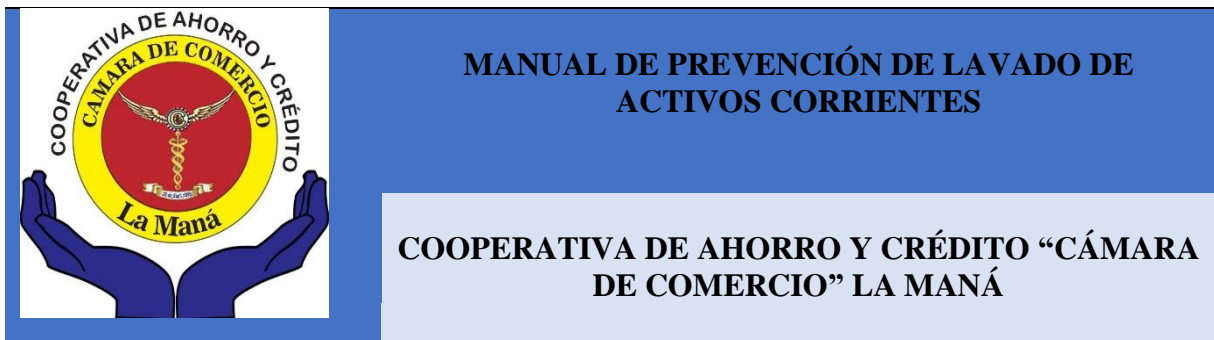 COOPERATIVA DE AHORRO Y CRÉDITO
CAMARA DE COMERCIO
La Maná
MANUAL DE PREVENCIÓN DE LAVADO DE
ACTIVOS CORRIENTES
COOPERATIVA DE AHORRO Y CRÉDITO “CÁMARA
DE COMERCIO” LA MANÁ